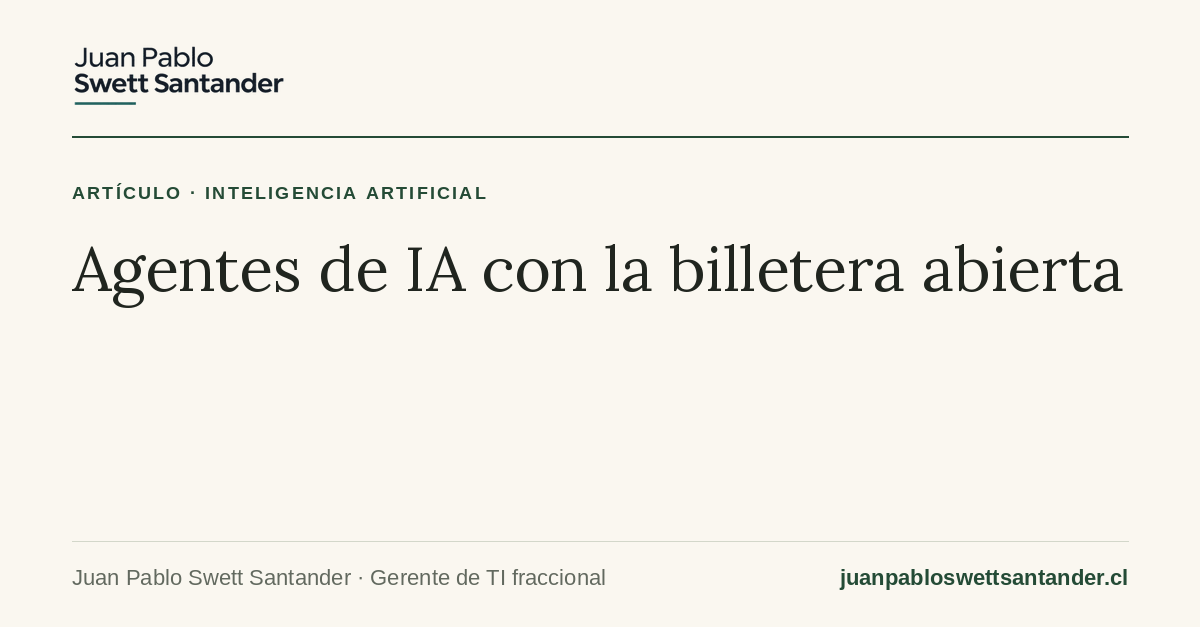 Juan Pablo
Swett Santander
ARTÍCULO · INTELIGENCIA ARTIFICIAL
Agentes de IA con la billetera abierta
Juan Pablo Swett Santander · Gerente de TI fraccional
juanpabloswettsantander.cl